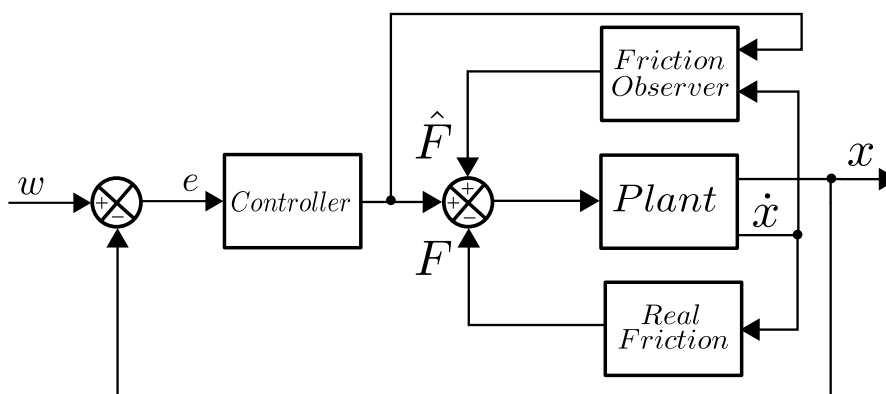 Friction
Observer
F̂
x
w
+
−
e
Controller
+
+
+
−
Plant
ẋ
F
Real
Friction